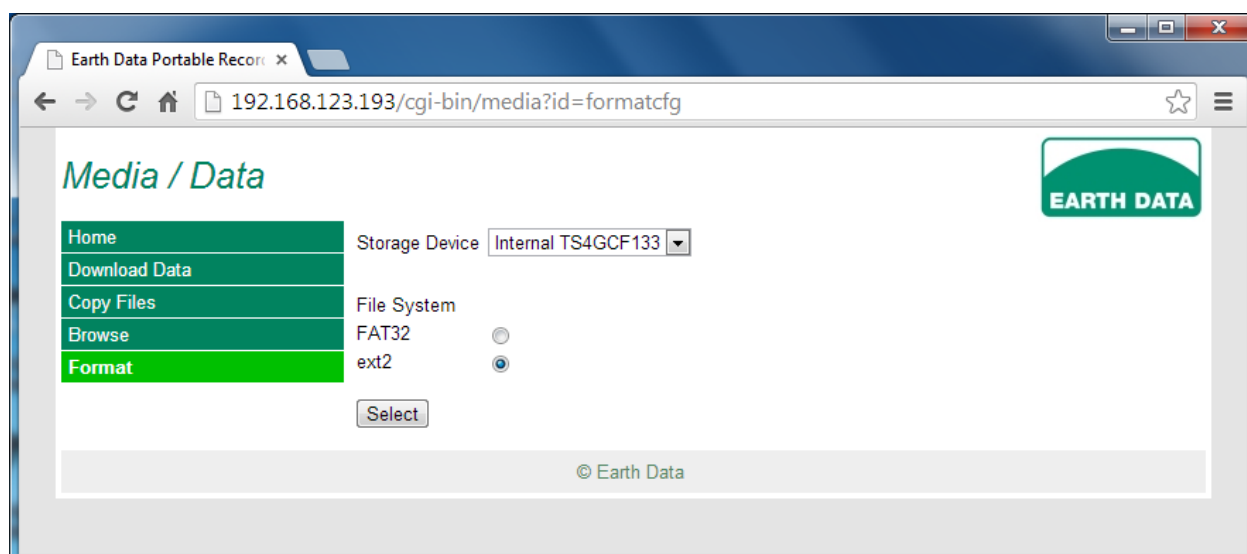 Earth Data Portable Recor
192.168.123.193/cgi-bin/media?id=formatcfg
Media / Data
EARTH DATA
Home
Download Data
Copy Files
Browse
Format
Storage Device Internal TS4GCF133
File System
FAT32
ext2
Select
© Earth Data